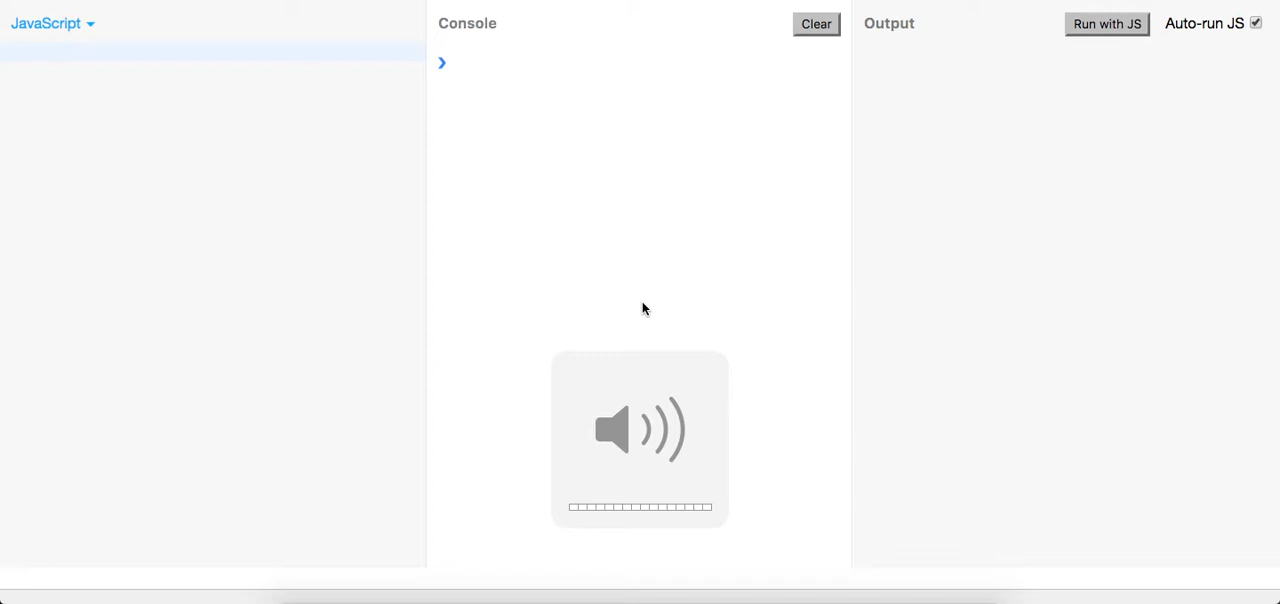 JavaScript
Console
Clear
Output
Run with JS
Auto-run JS